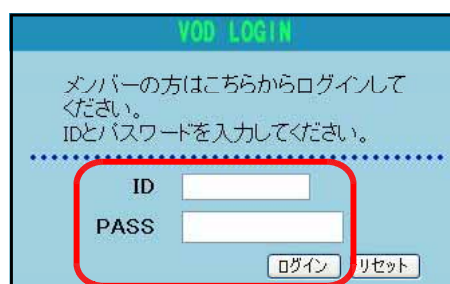 VOD LOGIN
メンバーの方はこちらからログインして
ください。
IDとパスワードを入力してください。
ID
PASS
ログイン リセット